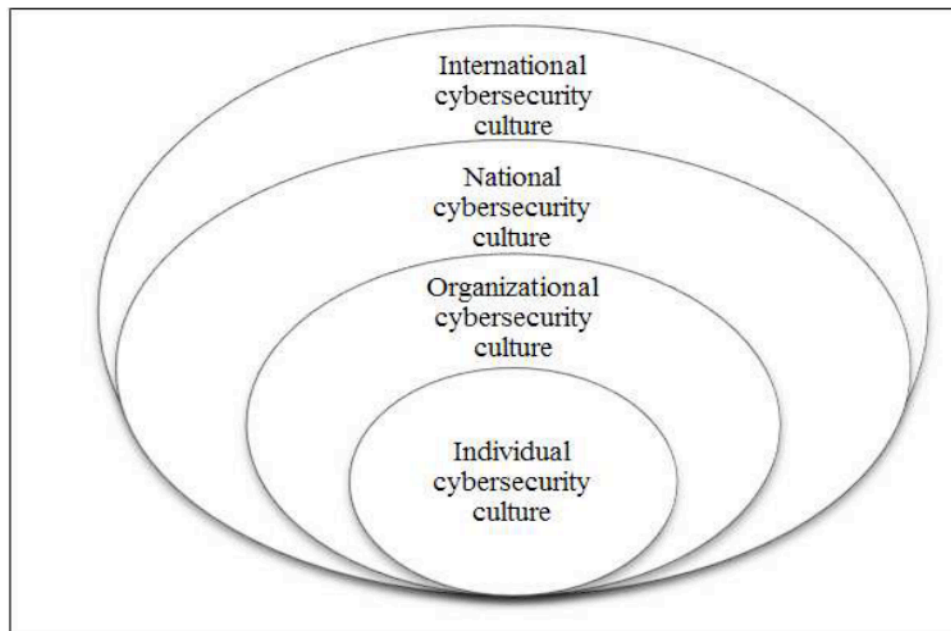 International
cybersecurity
culture
National
cybersecurity
culture
Organizational
cybersecurity
culture
Individual
cybersecurity
culture